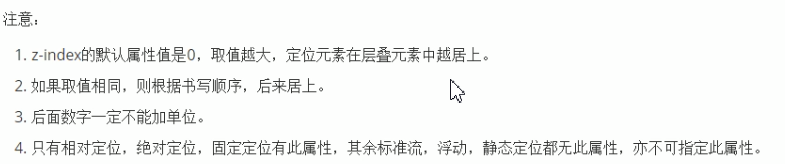 注意：
1. z-index的默认属性值是0，取值越大，定位元素在层叠元素中越居上。
2. 如果取值相同，则根据书写顺序，后来居上。
3. 后面数字一定不能加单位。
4. 只有相对定位，绝对定位，固定定位有此属性，其余标准流，浮动，静态定位都无此属性，亦不可指定此属性。